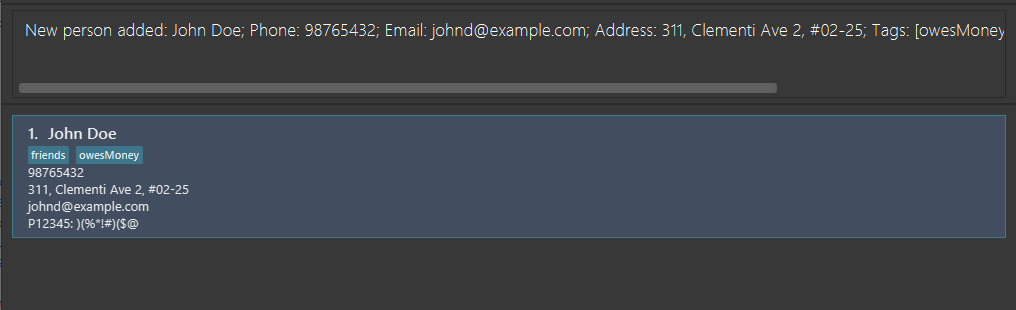 New person added: John Doe; Phone: 98765432; Email: johnd@example.com; Address: 311, Clementi Ave 2, #02-25; Tags: [owesMoney
1. John Doe
friends owesMoney
98765432
311, Clementi Ave 2, #02-25
johnd@example.com
P12345: )(%*!#)($@